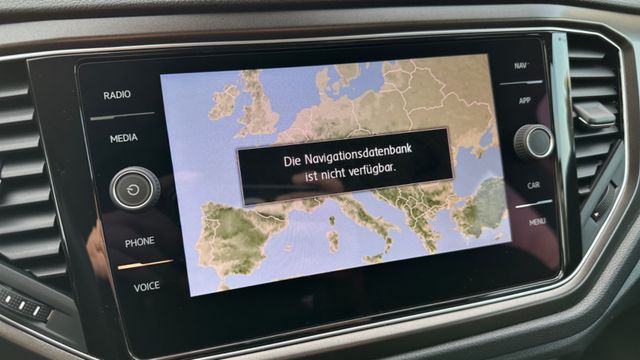 RADIO
MEDIA
PHONE
VOICE
Die Navigationsdatenbank
ist nicht verfügbar.
NAV
APP
CAR
MENU